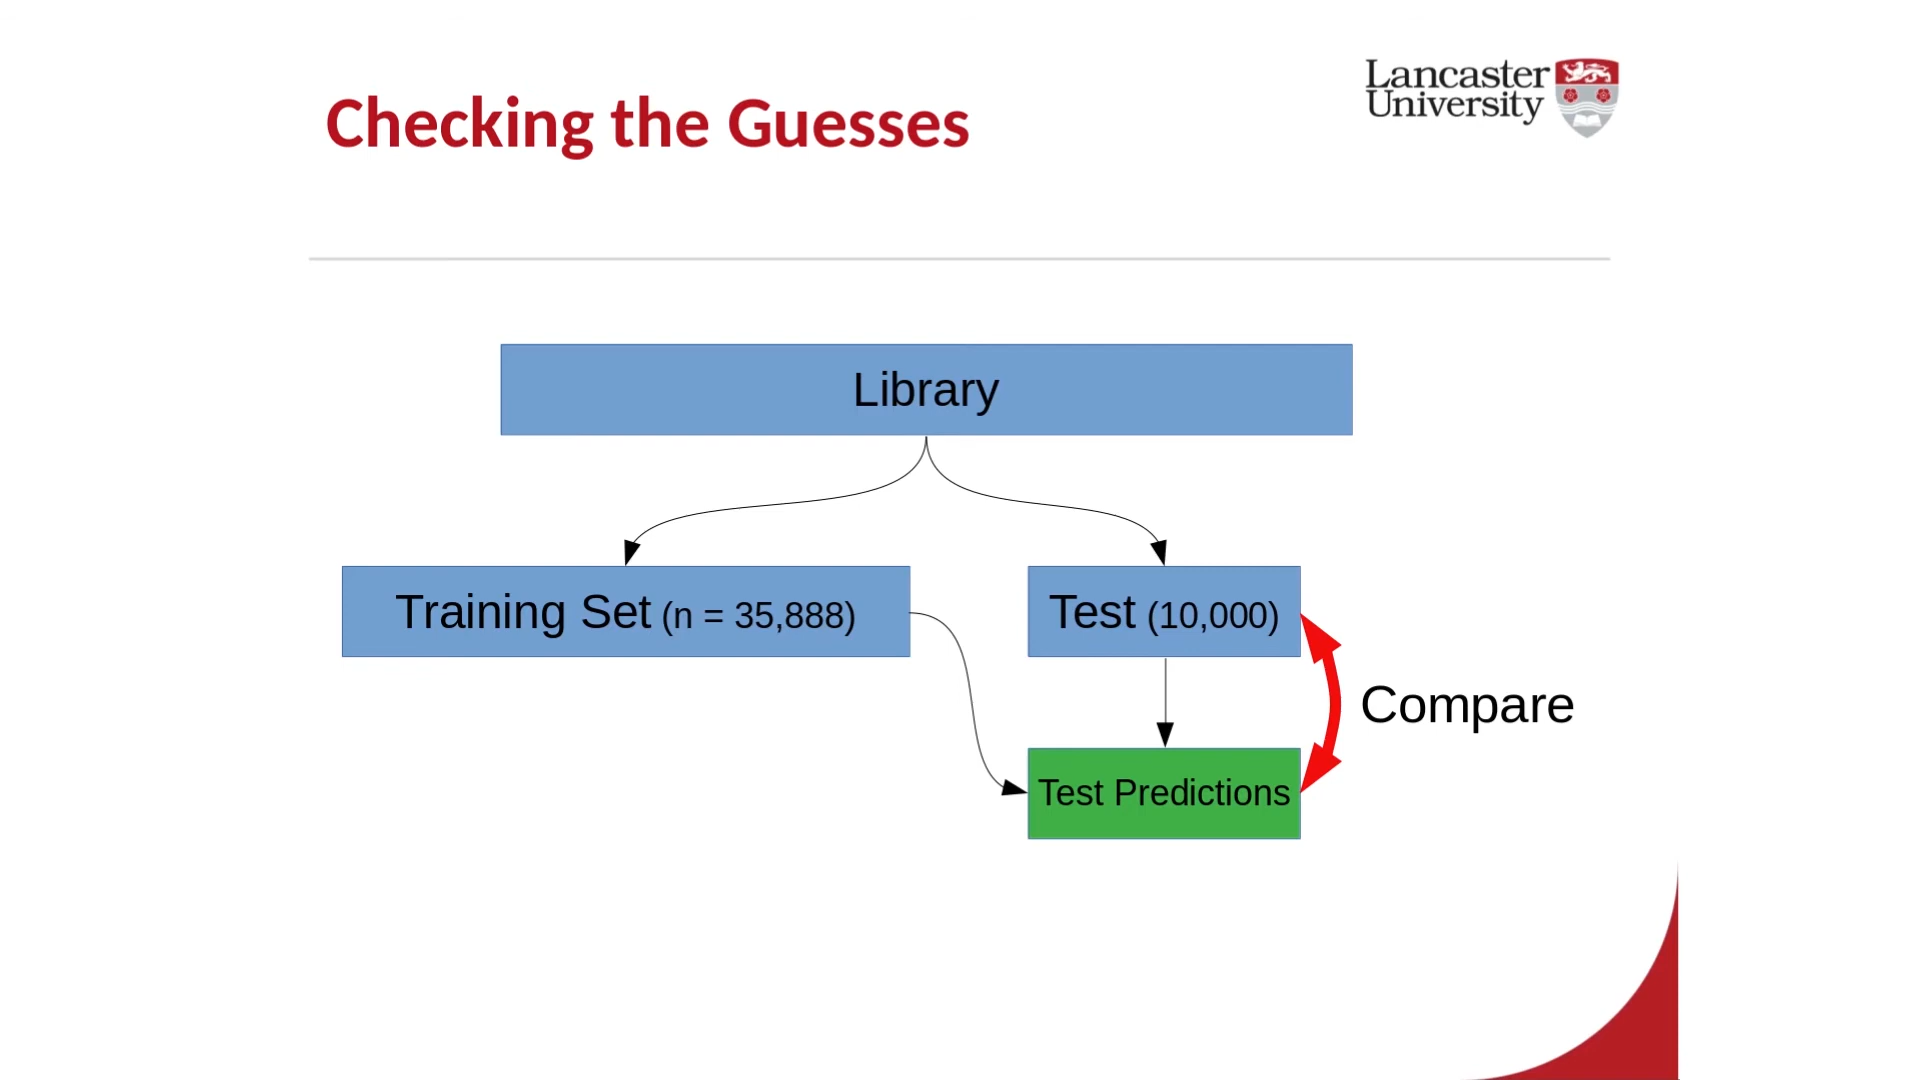 Checking the Guesses
Lancaster
University
Library
Training Set (n = 35,888)
Test (10,000)
Compare
Test Predictions